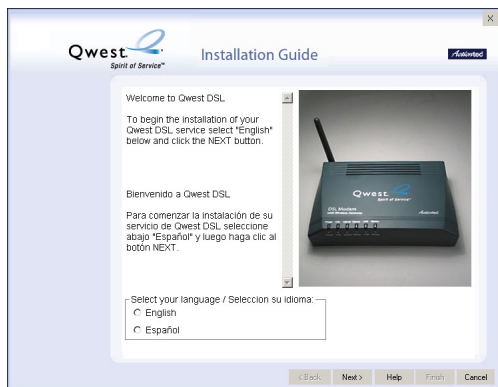 X
Qwest
Spirit of Service™
Installation Guide
Actiontec
Welcome to Qwest DSL
To begin the installation of your
Qwest DSL service select "English"
below and click the NEXT button.
Bienvenido a Qwest DSL
Para comenzar la instalación de su
servicio de Qwest DSL seleccione
abajo "Español" y luego haga clic al
botón NEXT.
Qwest
Spirit of Service
DSL Modem
Actiontec
Select your language / Seleccion su idioma:
English
Español
< Back
Next >
Help
Finish
Cancel